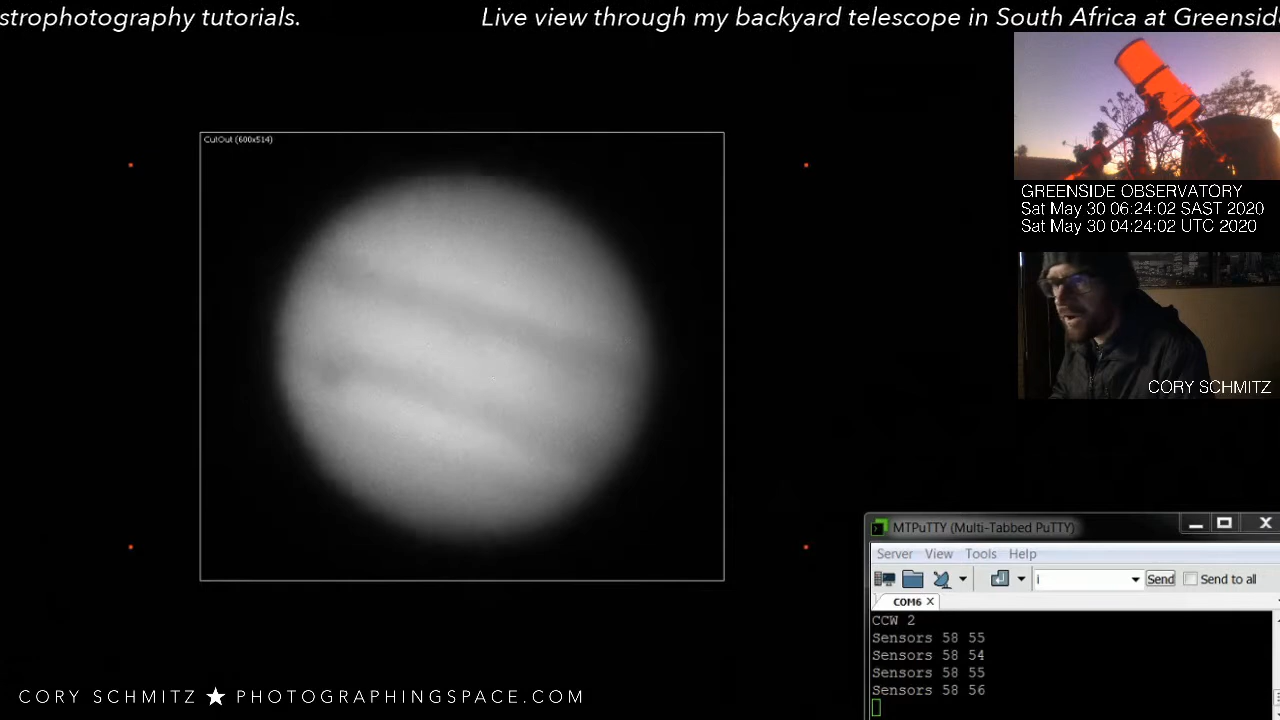 strophotography tutorials. Live view through my backyard telescope in South Africa at Greenside
CutOut (600x514)
GREENSIDE OBSERVATORY
Sat May 30 06:24:02 SAST 2020
Sat May 30 04:24:02 UTC 2020
CORY SCHMITZ
MTPuTTY (Multi-Tabbed PuTTY)
Server View Tools Help
i Send Send to all
COM6
CCW 2
Sensors 58 55
Sensors 58 54
Sensors 58 55
Sensors 58 56
CORY SCHMITZ ★ PHOTOGRAPHINGSPACE.COM